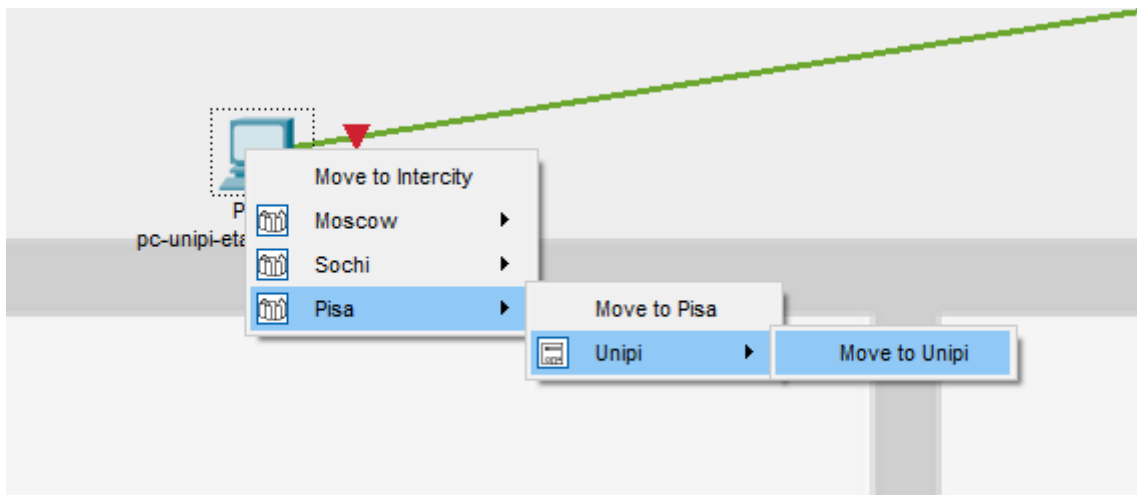 Move to Intercity
P
Moscow
pc-unipi-eta
Sochi
Pisa
Move to Pisa
Unipi
Move to Unipi